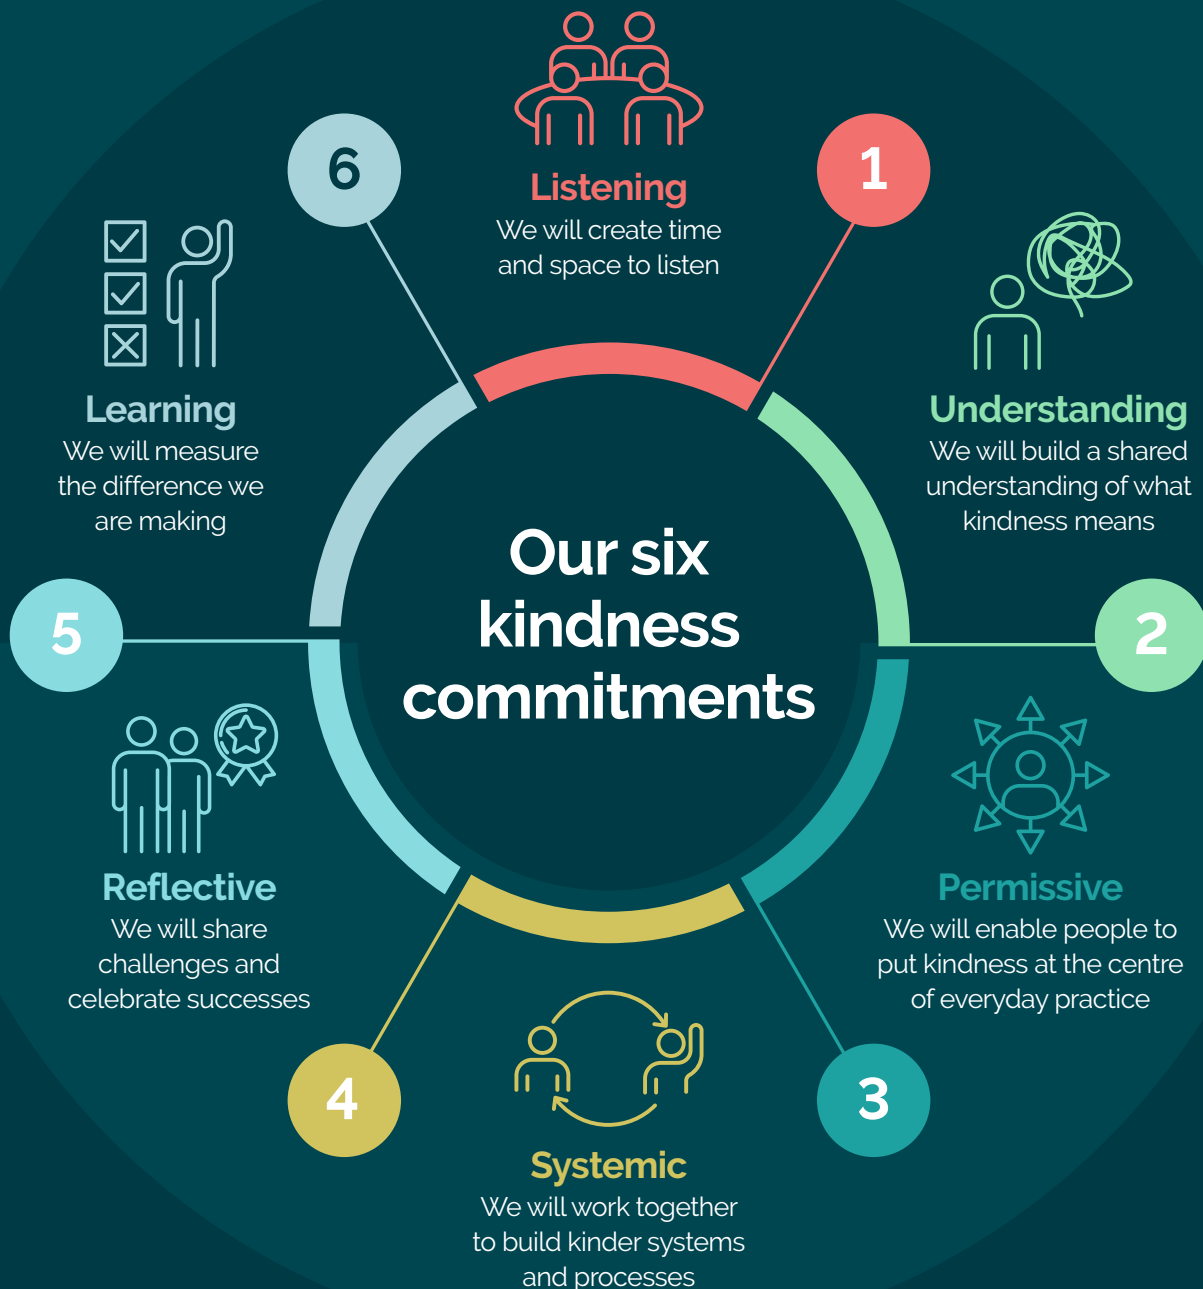 Our six
kindness
commitments
1
Listening
We will create time
and space to listen
2
Understanding
We will build a shared
understanding of what
kindness means
3
Permissive
We will enable people to
put kindness at the centre
of everyday practice
4
Systemic
We will work together
to build kinder systems
and processes
5
Reflective
We will share
challenges and
celebrate successes
6
Learning
We will measure
the difference we
are making